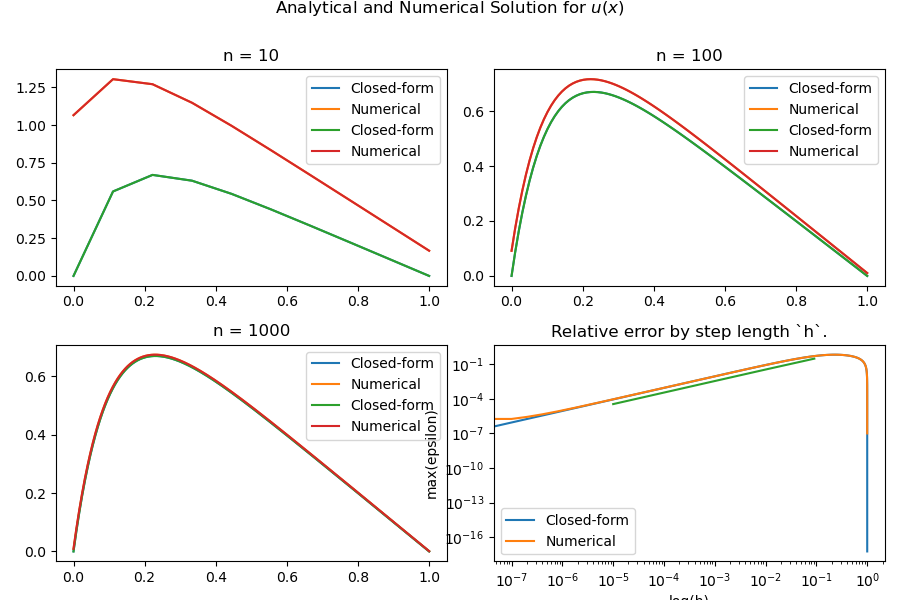 Analytical and Numerical Solution for u(x)
n = 10
Closed-form
Numerical
Closed-form
Numerical
1.25
1.00
0.75
0.50
0.25
0.00
0.0 0.2 0.4 0.6 0.8 1.0
n = 100
Closed-form
Numerical
Closed-form
Numerical
0.6
0.4
0.2
0.0
0.0 0.2 0.4 0.6 0.8 1.0
n = 1000
Closed-form
Numerical
Closed-form
Numerical
0.6
0.4
0.2
0.0
0.0 0.2 0.4 0.6 0.8 1.0
Relative error by step length `h`.
max(epsilon)
10⁻¹
10⁻⁴
10⁻⁷
10⁻¹⁰
10⁻¹³
10⁻¹⁶
Closed-form
Numerical
10⁻⁷ 10⁻⁶ 10⁻⁵ 10⁻⁴ 10⁻³ 10⁻² 10⁻¹ 10⁰
log(h)